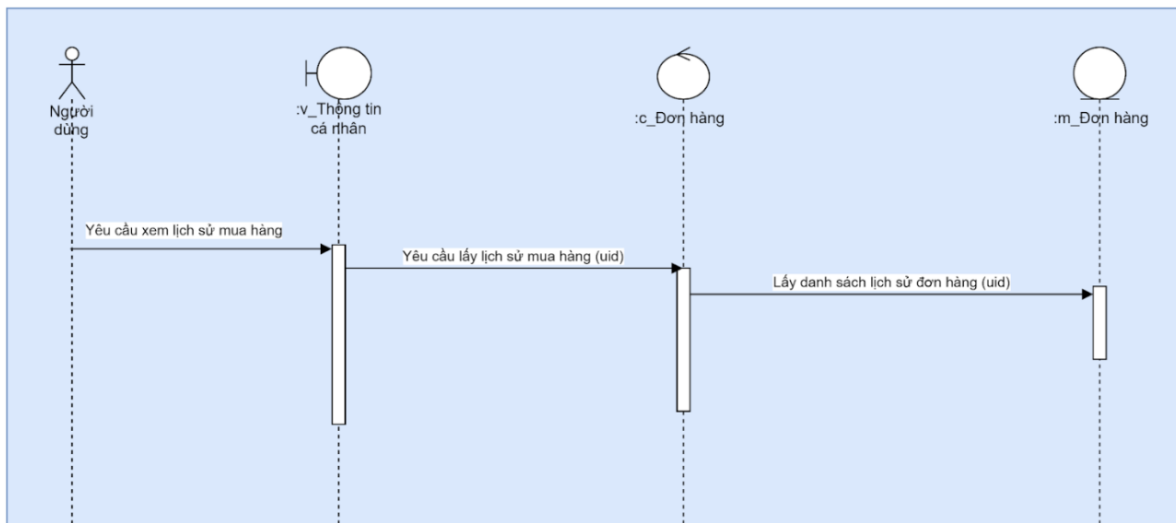 Người
dùng
:v_Thông tin
cá nhân
:c_Đơn hàng
:m_Đơn hàng
Yêu cầu xem lịch sử mua hàng
Yêu cầu lấy lịch sử mua hàng (uid)
Lấy danh sách lịch sử đơn hàng (uid)